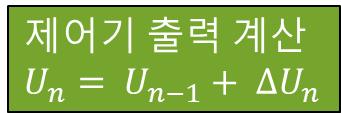 제어기 출력 계산
Uₙ = Uₙ₋₁ + ΔUₙ